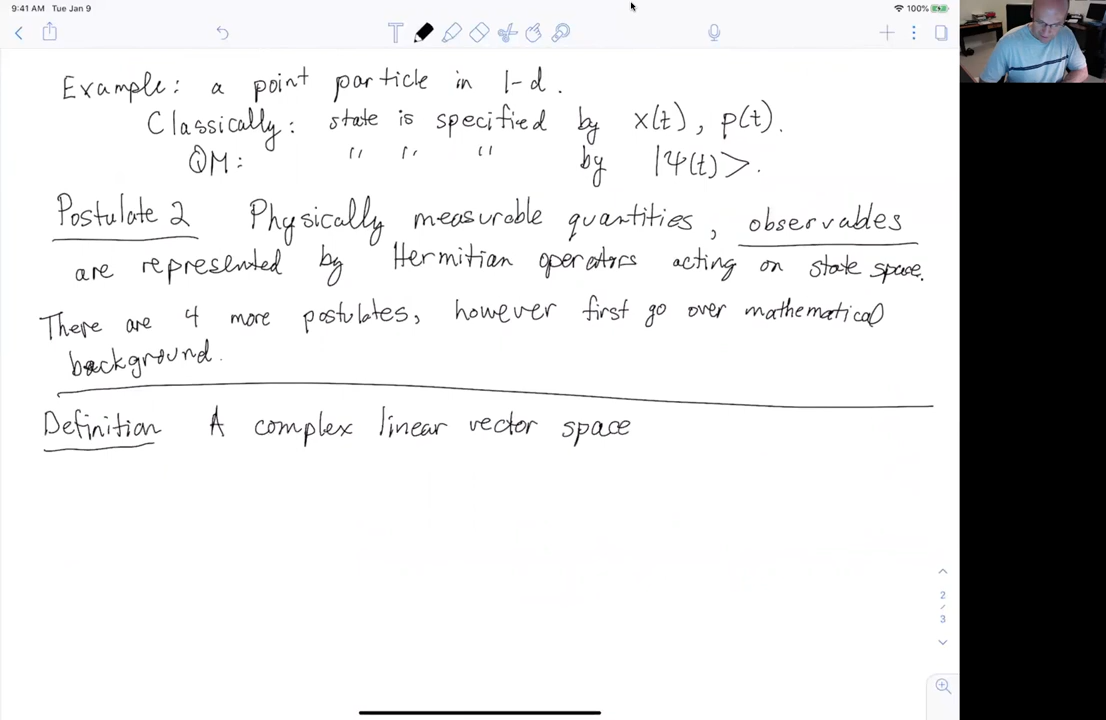 9:41 AM Tue Jan 9
100%
Example: a point particle in 1-d.
Classically: state is specified by x(t), p(t).
QM: " " " by |Ψ(t)>.
Postulate 2 Physically measurable quantities, observables
are represented by Hermitian operators acting on state space.
There are 4 more postulates, however first go over mathematical
background.
Definition A complex linear vector space
2
/
3